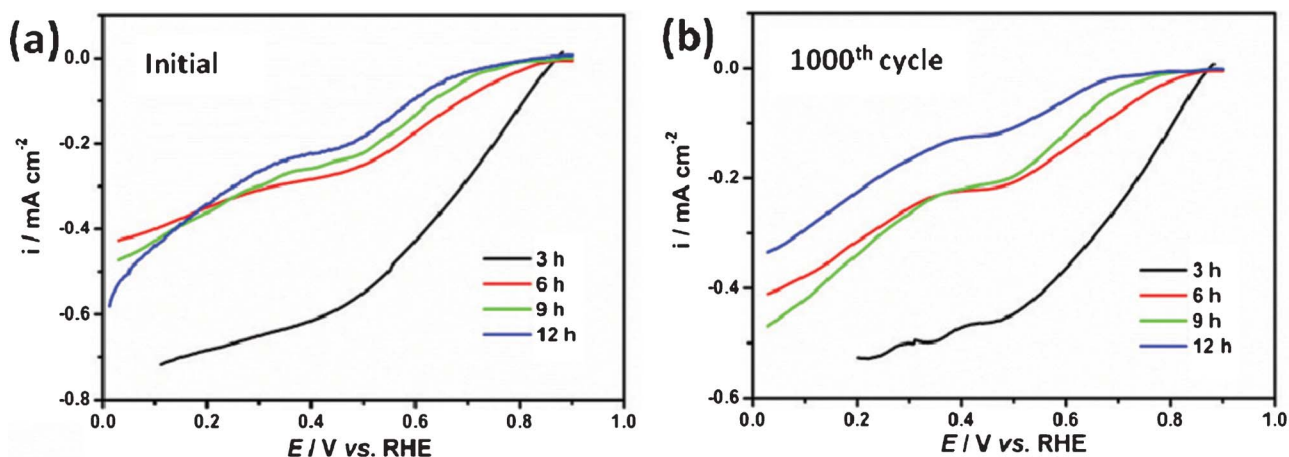 (a)
Initial
0.0
-0.2
-0.4
-0.6
-0.8
i / mA cm-2
3 h
6 h
9 h
12 h
0.0 0.2 0.4 0.6 0.8 1.0
E / V vs. RHE
(b)
1000th cycle
0.0
-0.2
-0.4
-0.6
i / mA cm-2
3 h
6 h
9 h
12 h
0.0 0.2 0.4 0.6 0.8 1.0
E / V vs. RHE